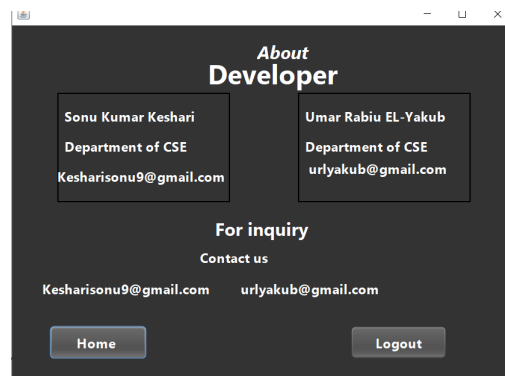 About
Developer
Sonu Kumar Keshari
Department of CSE
Kesharisonu9@gmail.com
Umar Rabiu EL-Yakub
Department of CSE
urlyakub@gmail.com
For inquiry
Contact us
Kesharisonu9@gmail.com urlyakub@gmail.com
Home Logout